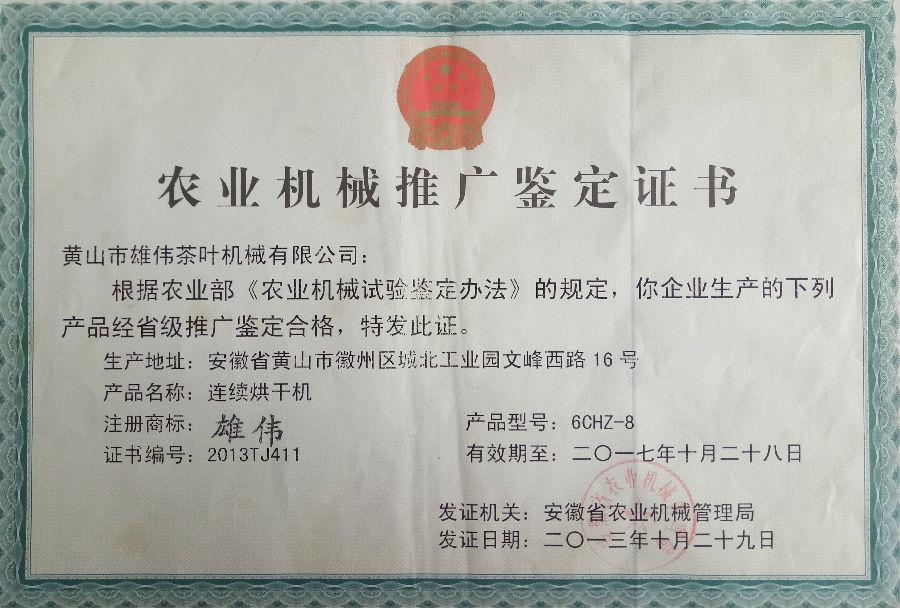 农业机械推广鉴定证书
黄山市雄伟茶叶机械有限公司：
根据农业部《农业机械试验鉴定办法》的规定，你企业生产的下列
产品经省级推广鉴定合格，特发此证。
生产地址：安徽省黄山市徽州区城北工业园文峰西路16号
产品名称：连续烘干机
注册商标：雄伟 产品型号：6CHZ-8
证书编号：2013TJ411 有效期至：二〇一七年十月二十八日
发证机关：安徽省农业机械管理局
发证日期：二〇一三年十月二十九日